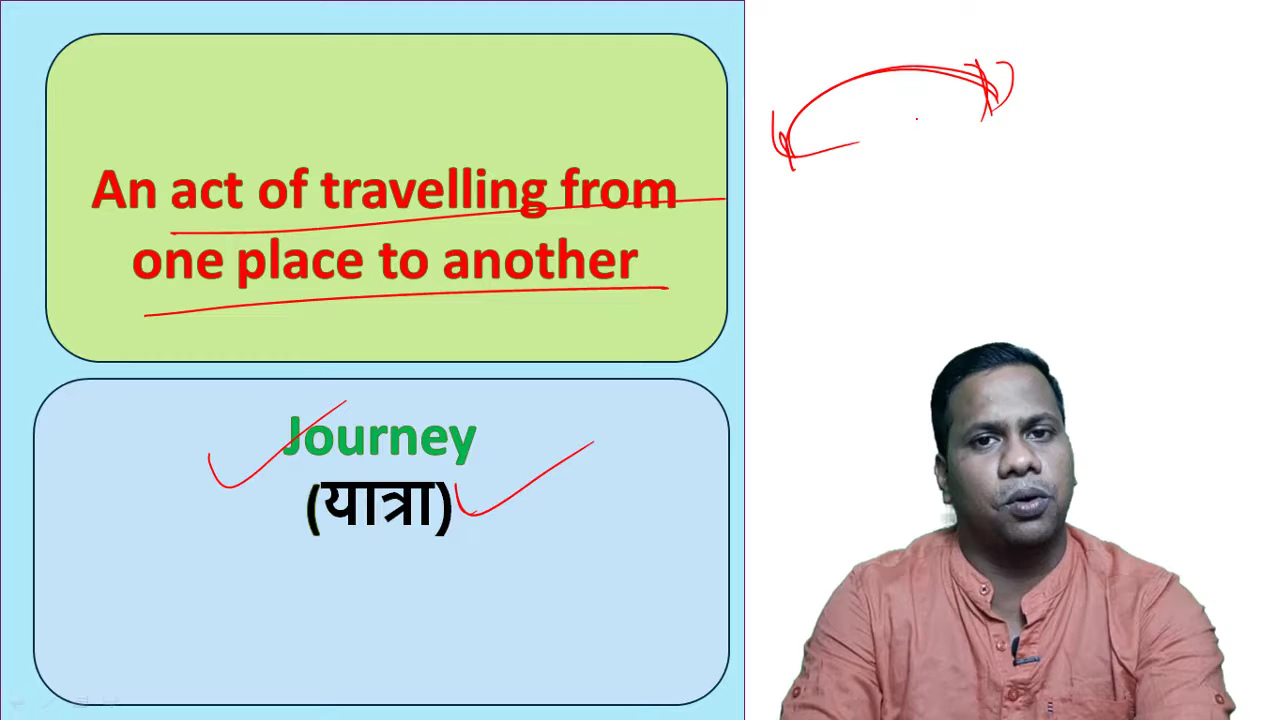 An act of travelling from
one place to another
Journey
(यात्रा)